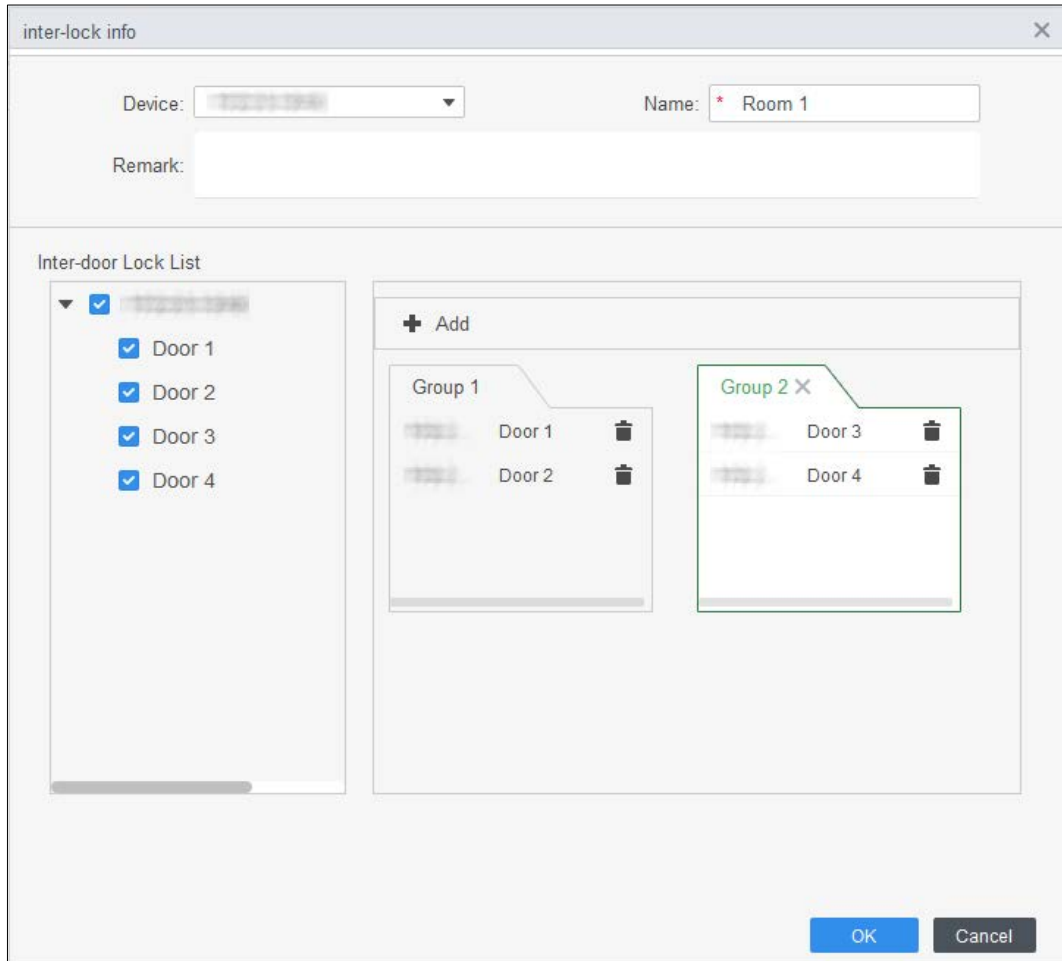 inter-lock info
Device:
Name: * Room 1
Remark:
Inter-door Lock List
Door 1
Door 2
Door 3
Door 4
Add
Group 1
Door 1
Door 2
Group 2
Door 3
Door 4
OK
Cancel